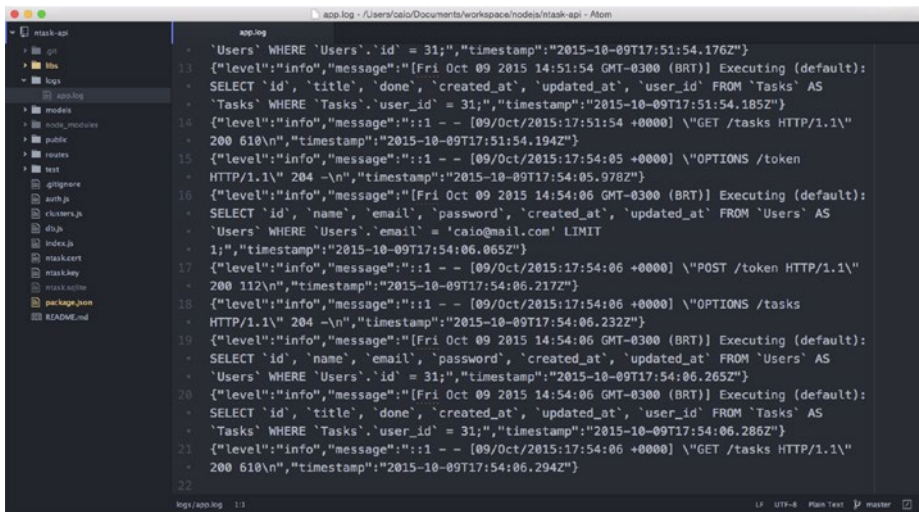 app.log - /Users/caio/Documents/workspace/nodejs/ntask-api - Atom
ntask-api
.git
libs
logs
app.log
models
node_modules
public
routes
test
.gitignore
auth.js
clusters.js
db.js
index.js
ntask.cert
ntask.key
ntask.sqlite
package.json
README.md
app.log
`Users` WHERE `Users`.`id` = 31;","timestamp":"2015-10-09T17:51:54.176Z"}
13 {"level":"info","message":"[Fri Oct 09 2015 14:51:54 GMT-0300 (BRT)] Executing (default):
SELECT `id`, `title`, `done`, `created_at`, `updated_at`, `user_id` FROM `Tasks` AS
`Tasks` WHERE `Tasks`.`user_id` = 31;","timestamp":"2015-10-09T17:51:54.185Z"}
14 {"level":"info","message":"::1 - - [09/Oct/2015:17:51:54 +0000] \"GET /tasks HTTP/1.1\"
200 610\n","timestamp":"2015-10-09T17:51:54.194Z"}
15 {"level":"info","message":"::1 - - [09/Oct/2015:17:54:05 +0000] \"OPTIONS /token
HTTP/1.1\" 204 -\n","timestamp":"2015-10-09T17:54:05.978Z"}
16 {"level":"info","message":"[Fri Oct 09 2015 14:54:06 GMT-0300 (BRT)] Executing (default):
SELECT `id`, `name`, `email`, `password`, `created_at`, `updated_at` FROM `Users` AS
`Users` WHERE `Users`.`email` = 'caio@mail.com' LIMIT
1;","timestamp":"2015-10-09T17:54:06.065Z"}
17 {"level":"info","message":"::1 - - [09/Oct/2015:17:54:06 +0000] \"POST /token HTTP/1.1\"
200 112\n","timestamp":"2015-10-09T17:54:06.217Z"}
18 {"level":"info","message":"::1 - - [09/Oct/2015:17:54:06 +0000] \"OPTIONS /tasks
HTTP/1.1\" 204 -\n","timestamp":"2015-10-09T17:54:06.232Z"}
19 {"level":"info","message":"[Fri Oct 09 2015 14:54:06 GMT-0300 (BRT)] Executing (default):
SELECT `id`, `name`, `email`, `password`, `created_at`, `updated_at` FROM `Users` AS
`Users` WHERE `Users`.`id` = 31;","timestamp":"2015-10-09T17:54:06.265Z"}
20 {"level":"info","message":"[Fri Oct 09 2015 14:54:06 GMT-0300 (BRT)] Executing (default):
SELECT `id`, `title`, `done`, `created_at`, `updated_at`, `user_id` FROM `Tasks` AS
`Tasks` WHERE `Tasks`.`user_id` = 31;","timestamp":"2015-10-09T17:54:06.286Z"}
21 {"level":"info","message":"::1 - - [09/Oct/2015:17:54:06 +0000] \"GET /tasks HTTP/1.1\"
200 610\n","timestamp":"2015-10-09T17:54:06.294Z"}
22
logs/app.log 1:1 LF UTF-8 Plain Text master